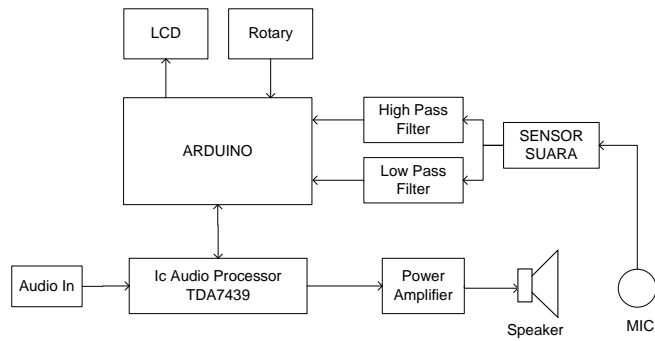 LCD
Rotary
ARDUINO
High Pass
Filter
Low Pass
Filter
SENSOR
SUARA
Audio In
Ic Audio Processor
TDA7439
Power
Amplifier
Speaker
MIC